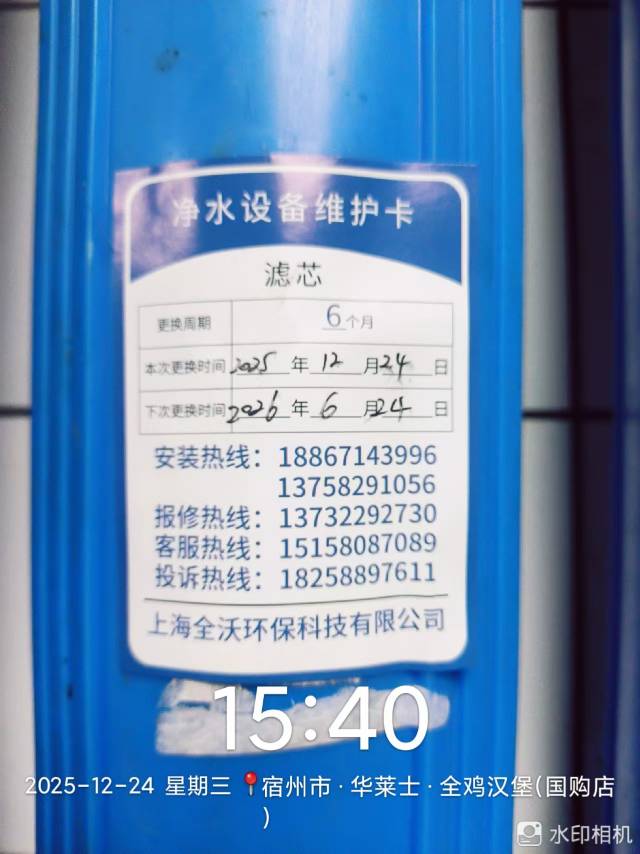 净水设备维护卡
滤芯
更换周期 6个月
本次更换时间 2025年12月24日
下次更换时间 2026年6月24日
安装热线：18867143996
13758291056
报修热线：13732292730
客服热线：15158087089
投诉热线：18258897611
上海全沃环保科技有限公司
15:40
2025-12-24 星期三 📍宿州市·华莱士·全鸡汉堡(国购店
)
水印相机